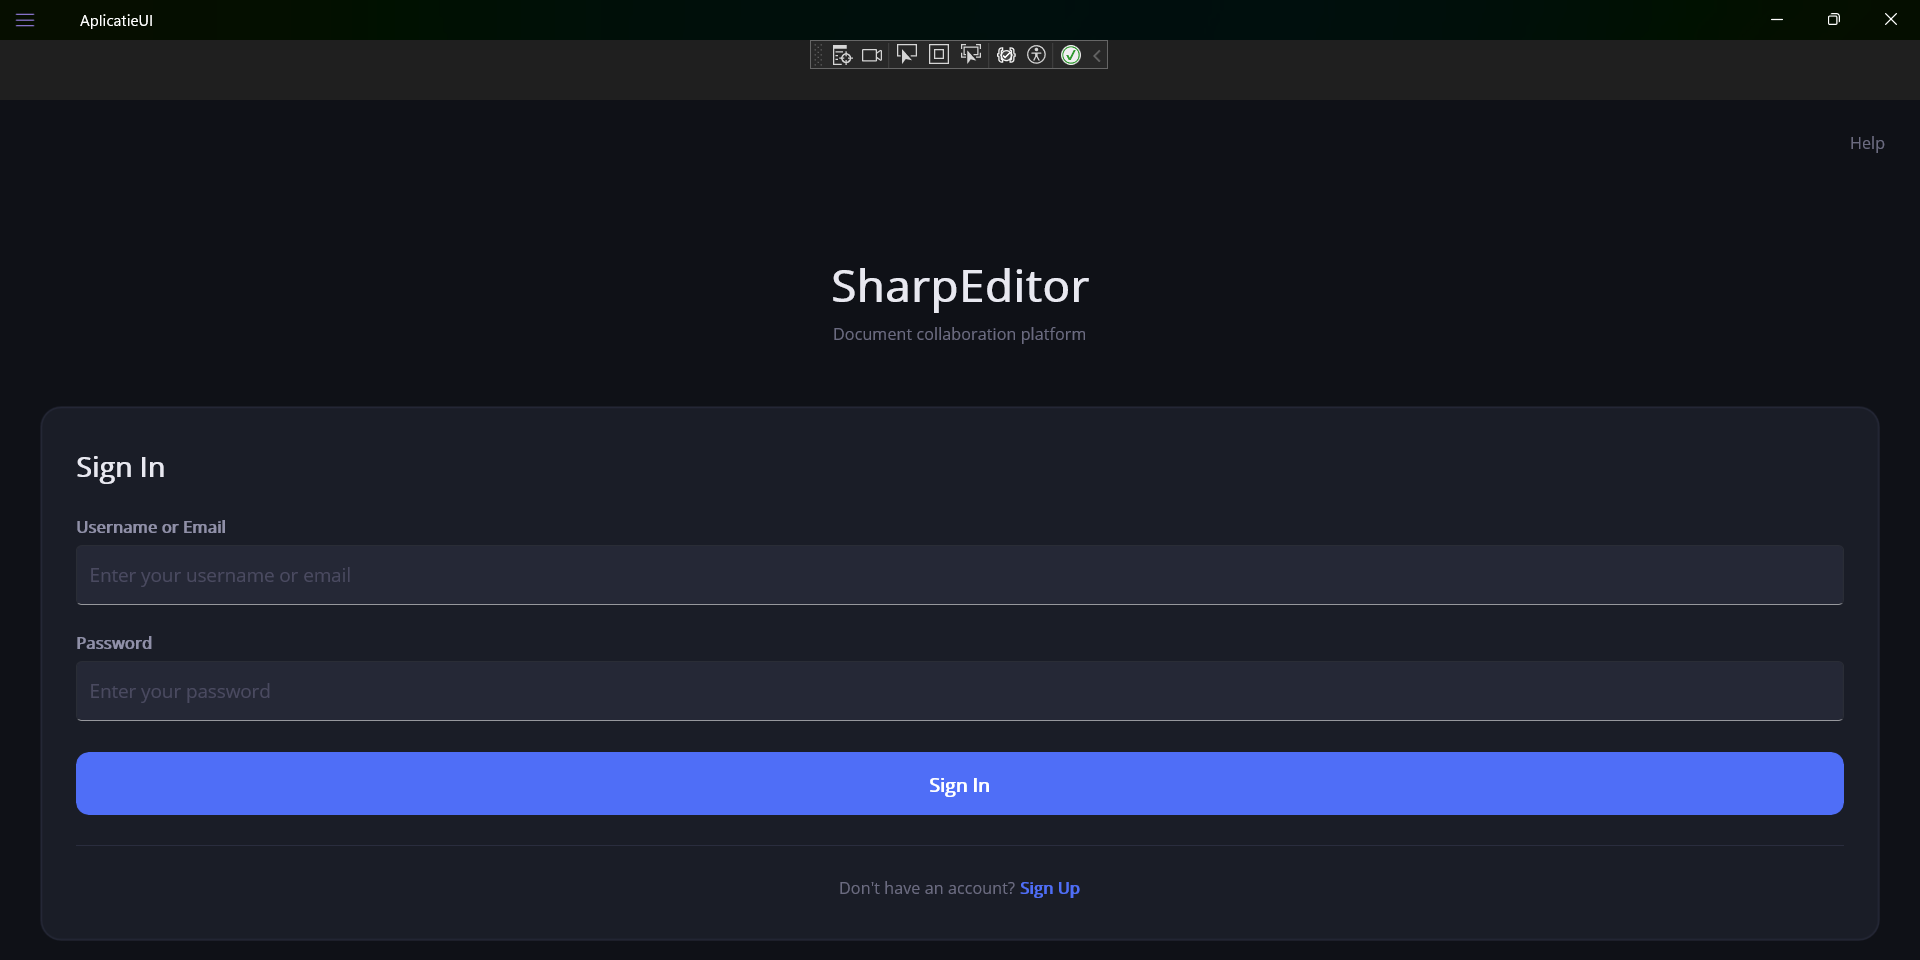 AplicatieUI
Help
SharpEditor
Document collaboration platform
Sign In
Username or Email
Enter your username or email
Password
Enter your password
Sign In
Don't have an account? Sign Up